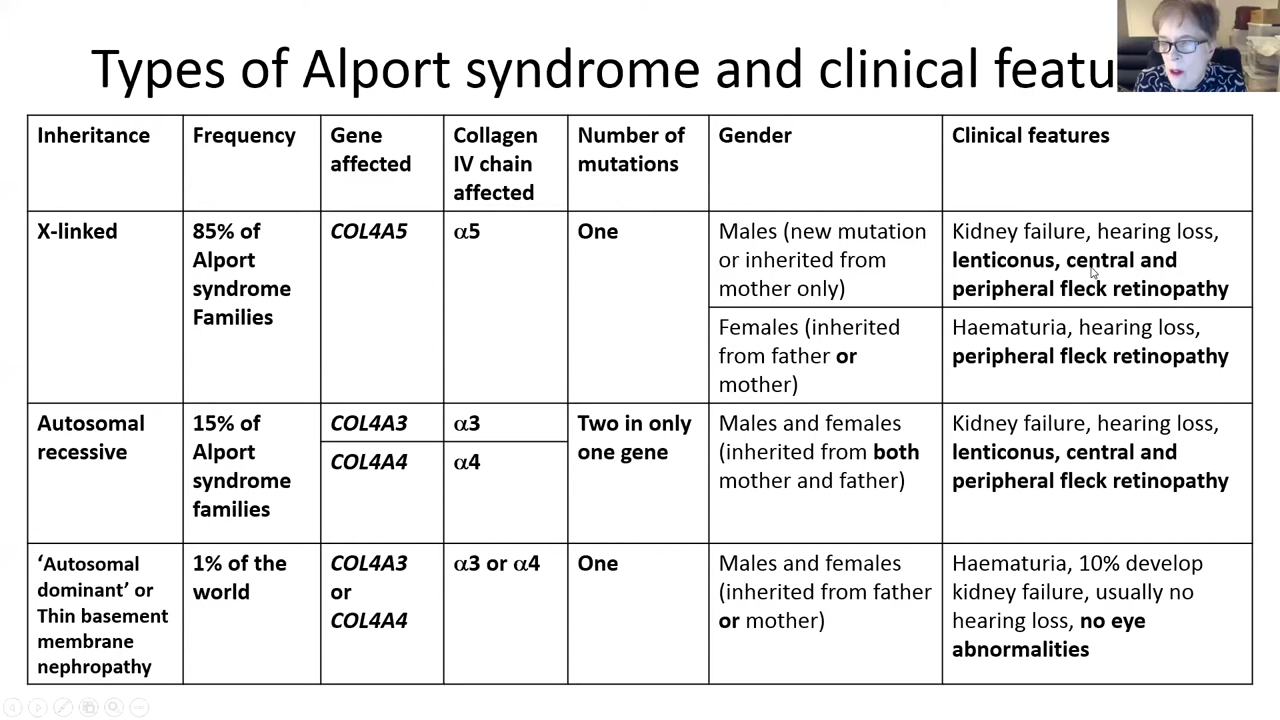 Types of Alport syndrome and clinical featu
Inheritance
Frequency
Gene
affected
Collagen
IV chain
affected
Number of
mutations
Gender
Clinical features
X-linked
85% of
Alport
syndrome
Families
COL4A5
α5
One
Males (new mutation
or inherited from
mother only)
Kidney failure, hearing loss,
lenticonus, central and
peripheral fleck retinopathy
Females (inherited
from father or
mother)
Haematuria, hearing loss,
peripheral fleck retinopathy
Autosomal
recessive
15% of
Alport
syndrome
families
COL4A3
α3
COL4A4
α4
Two in only
one gene
Males and females
(inherited from both
mother and father)
Kidney failure, hearing loss,
lenticonus, central and
peripheral fleck retinopathy
‘Autosomal
dominant’ or
Thin basement
membrane
nephropathy
1% of the
world
COL4A3
or
COL4A4
α3 or α4
One
Males and females
(inherited from father
or mother)
Haematuria, 10% develop
kidney failure, usually no
hearing loss, no eye
abnormalities